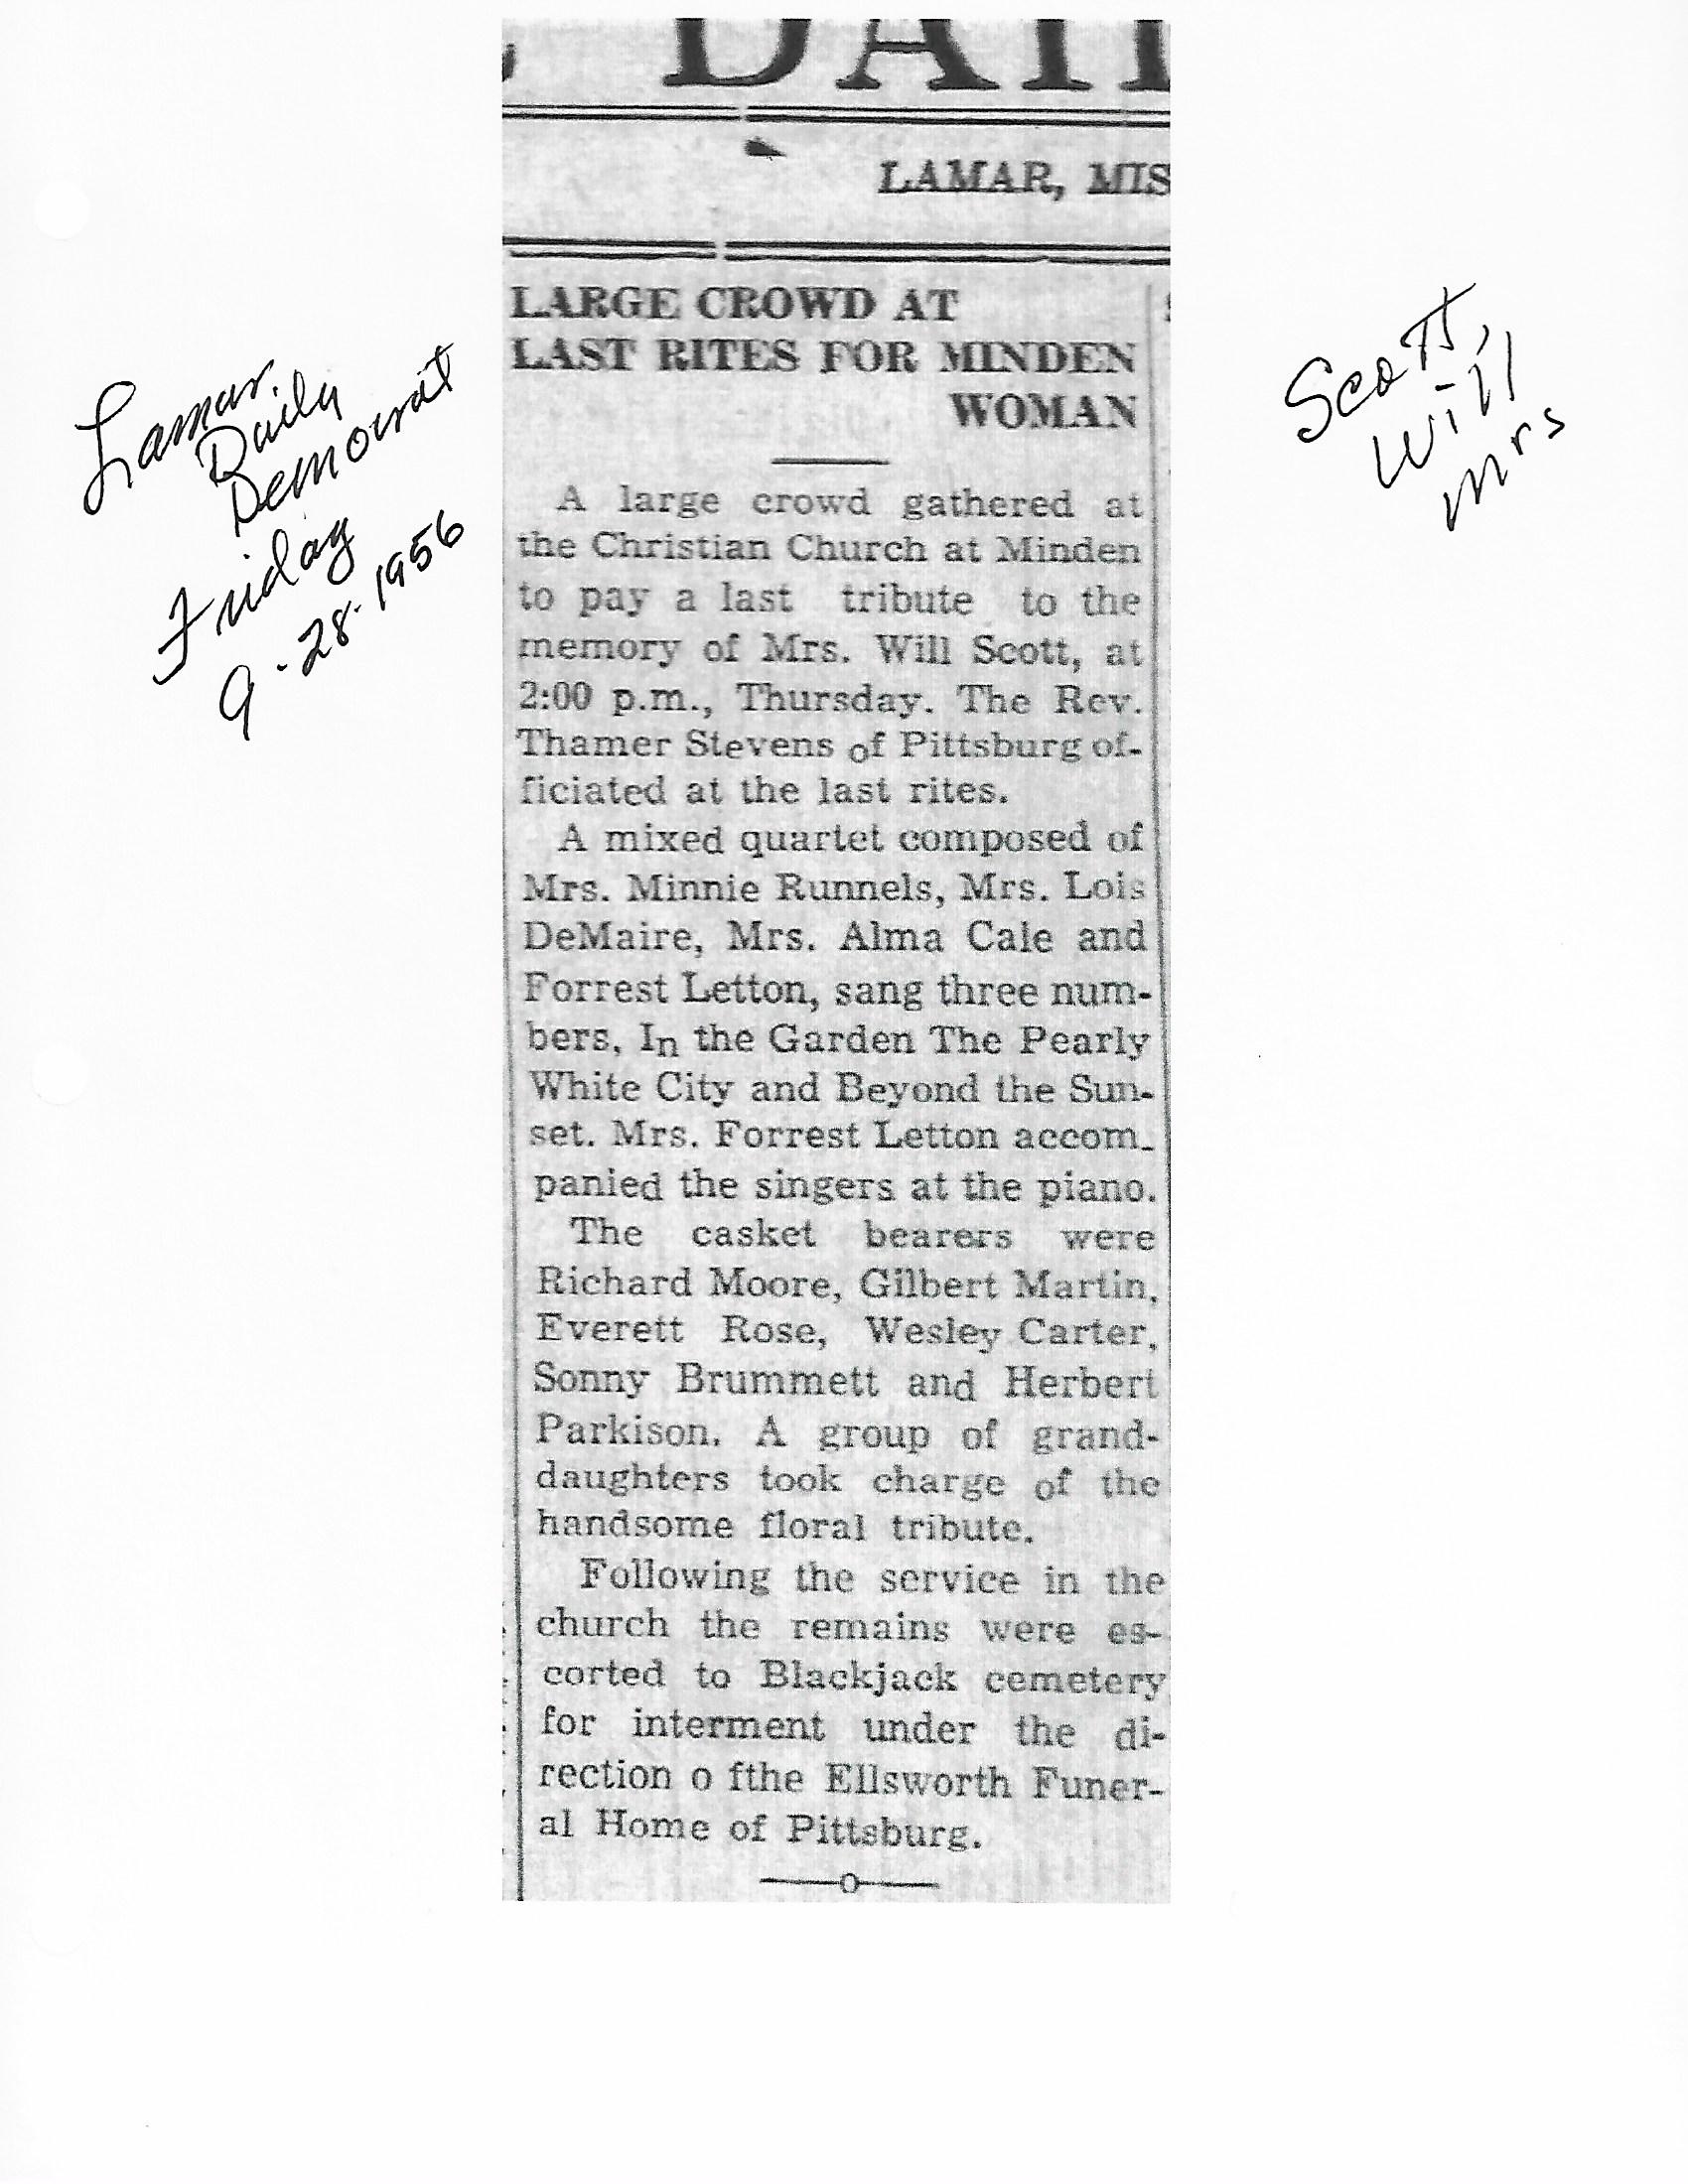 DAI
LAMAR, MIS
LARGE CROWD AT
LAST RITES FOR MINDEN
WOMAN
A large crowd gathered at
the Christian Church at Minden
to pay a last tribute to the
memory of Mrs. Will Scott, at
2:00 p.m., Thursday. The Rev.
Thamer Stevens of Pittsburg of-
ficiated at the last rites.
A mixed quartet composed of
Mrs. Minnie Runnels, Mrs. Lois
DeMaire, Mrs. Alma Cale and
Forrest Letton, sang three num-
bers, In the Garden The Pearly
White City and Beyond the Sun-
set. Mrs. Forrest Letton accom-
panied the singers at the piano.
The casket bearers were
Richard Moore, Gilbert Martin,
Everett Rose, Wesley Carter,
Sonny Brummett and Herbert
Parkison. A group of grand-
daughters took charge of the
handsome floral tribute.
Following the service in the
church the remains were es-
corted to Blackjack cemetery
for interment under the di-
rection o fthe Ellsworth Funer-
al Home of Pittsburg.
Lamar
Daily
Democrat
Friday
9-28-1956
Scott,
Will
Mrs